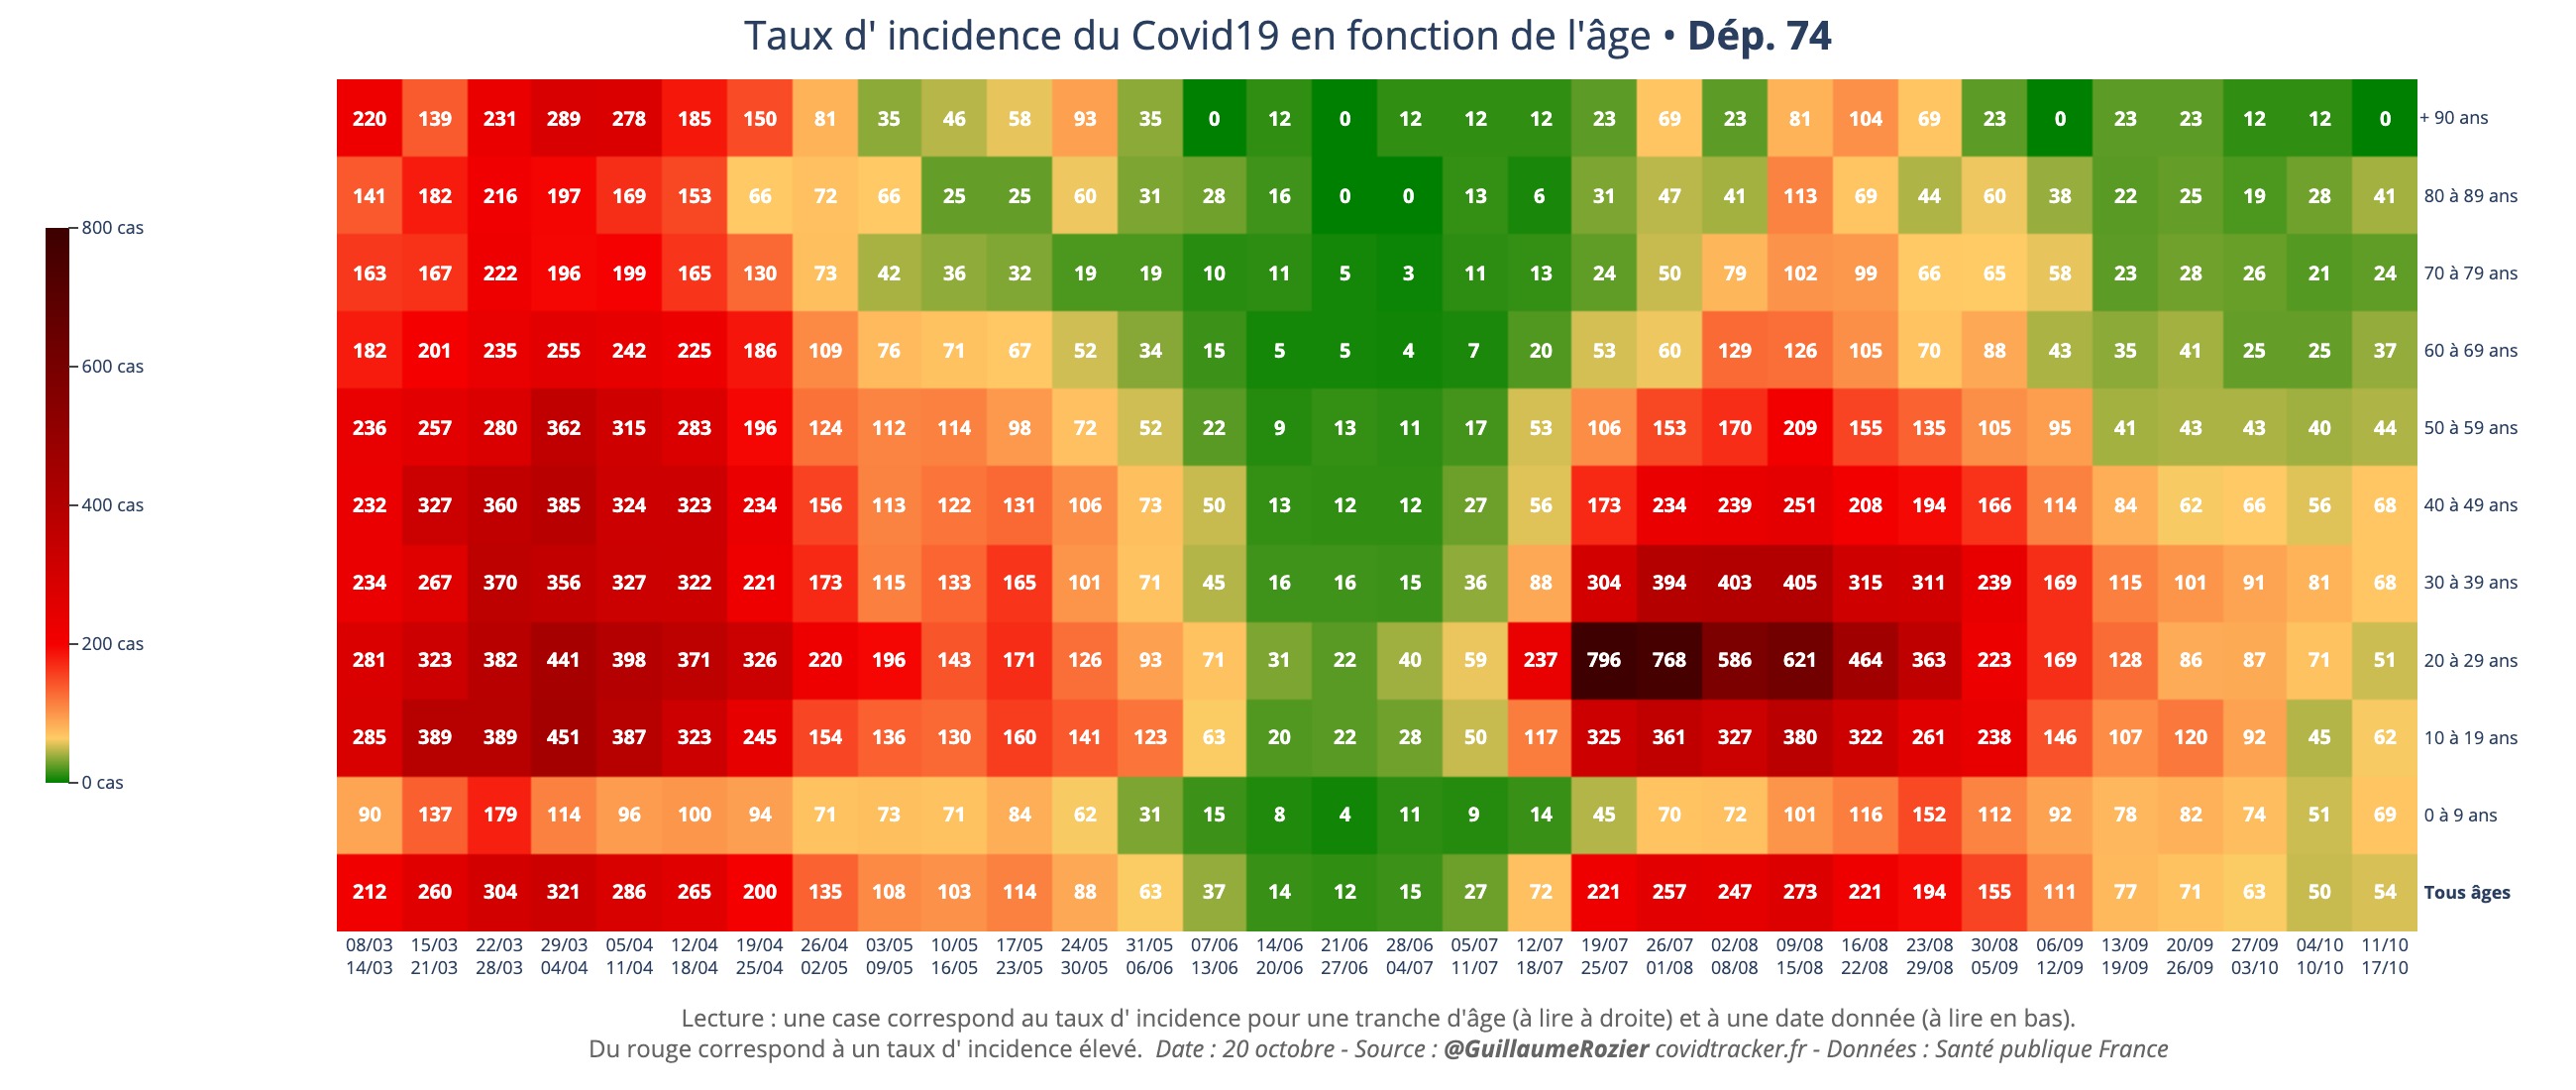 Taux d' incidence du Covid19 en fonction de l'âge • Dép. 74
800 cas
600 cas
400 cas
200 cas
0 cas
220 139 231 289 278 185 150 81 35 46 58 93 35 0 12 0 12 12 12 23 69 23 81 104 69 23 0 23 23 12 12 0 + 90 ans
141 182 216 197 169 153 66 72 66 25 25 60 31 28 16 0 0 13 6 31 47 41 113 69 44 60 38 22 25 19 28 41 80 à 89 ans
163 167 222 196 199 165 130 73 42 36 32 19 19 10 11 5 3 11 13 24 50 79 102 99 66 65 58 23 28 26 21 24 70 à 79 ans
182 201 235 255 242 225 186 109 76 71 67 52 34 15 5 5 4 7 20 53 60 129 126 105 70 88 43 35 41 25 25 37 60 à 69 ans
236 257 280 362 315 283 196 124 112 114 98 72 52 22 9 13 11 17 53 106 153 170 209 155 135 105 95 41 43 43 40 44 50 à 59 ans
232 327 360 385 324 323 234 156 113 122 131 106 73 50 13 12 12 27 56 173 234 239 251 208 194 166 114 84 62 66 56 68 40 à 49 ans
234 267 370 356 327 322 221 173 115 133 165 101 71 45 16 16 15 36 88 304 394 403 405 315 311 239 169 115 101 91 81 68 30 à 39 ans
281 323 382 441 398 371 326 220 196 143 171 126 93 71 31 22 40 59 237 796 768 586 621 464 363 223 169 128 86 87 71 51 20 à 29 ans
285 389 389 451 387 323 245 154 136 130 160 141 123 63 20 22 28 50 117 325 361 327 380 322 261 238 146 107 120 92 45 62 10 à 19 ans
90 137 179 114 96 100 94 71 73 71 84 62 31 15 8 4 11 9 14 45 70 72 101 116 152 112 92 78 82 74 51 69 0 à 9 ans
212 260 304 321 286 265 200 135 108 103 114 88 63 37 14 12 15 27 72 221 257 247 273 221 194 155 111 77 71 63 50 54 Tous âges
08/03 15/03 22/03 29/03 05/04 12/04 19/04 26/04 03/05 10/05 17/05 24/05 31/05 07/06 14/06 21/06 28/06 05/07 12/07 19/07 26/07 02/08 09/08 16/08 23/08 30/08 06/09 13/09 20/09 27/09 04/10 11/10
14/03 21/03 28/03 04/04 11/04 18/04 25/04 02/05 09/05 16/05 23/05 30/05 06/06 13/06 20/06 27/06 04/07 11/07 18/07 25/07 01/08 08/08 15/08 22/08 29/08 05/09 12/09 19/09 26/09 03/10 10/10 17/10
Lecture : une case correspond au taux d' incidence pour une tranche d'âge (à lire à droite) et à une date donnée (à lire en bas).
Du rouge correspond à un taux d' incidence élevé. Date : 20 octobre - Source : @GuillaumeRozier covidtracker.fr - Données : Santé publique France